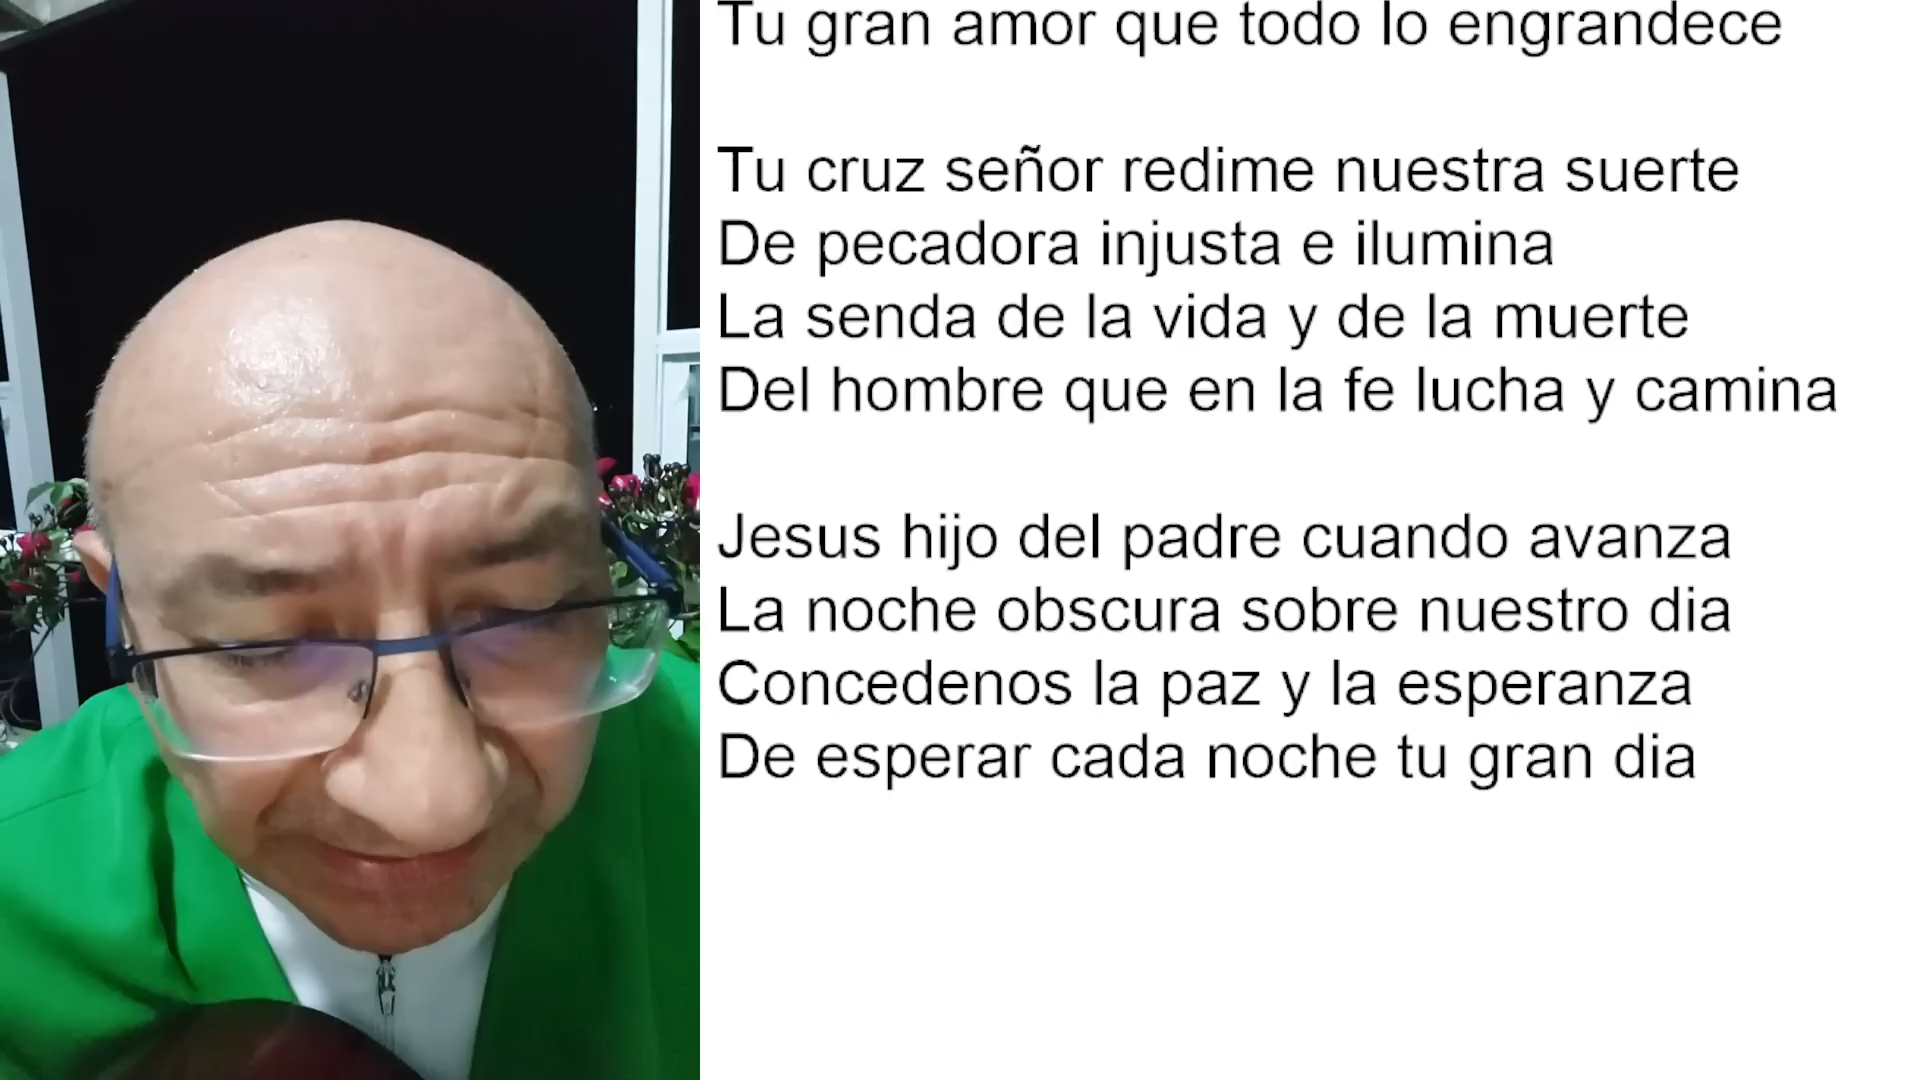 Tu gran amor que todo lo engrandece
Tu cruz señor redime nuestra suerte
De pecadora injusta e ilumina
La senda de la vida y de la muerte
Del hombre que en la fe lucha y camina
Jesus hijo del padre cuando avanza
La noche obscura sobre nuestro dia
Concedenos la paz y la esperanza
De esperar cada noche tu gran dia